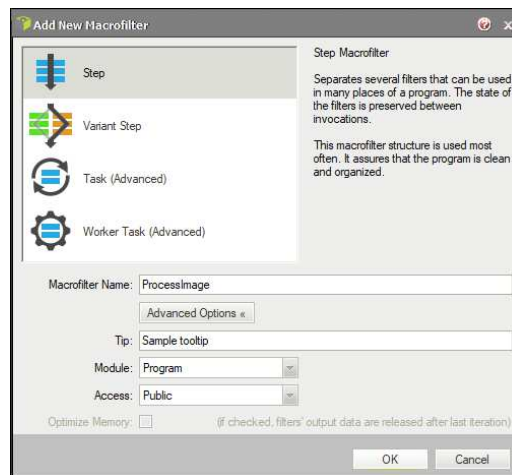 Add New Macrofilter
Step
Variant Step
Task (Advanced)
Worker Task (Advanced)
Step Macrofilter
Separates several filters that can be used
in many places of a program. The state of
the filters is preserved between
invocations.
This macrofilter structure is used most
often. It assures that the program is clean
and organized.
Macrofilter Name: ProcessImage
Advanced Options «
Tip: Sample tooltip
Module: Program
Access: Public
Optimize Memory: (if checked, filters' output data are released after last iteration)
OK Cancel